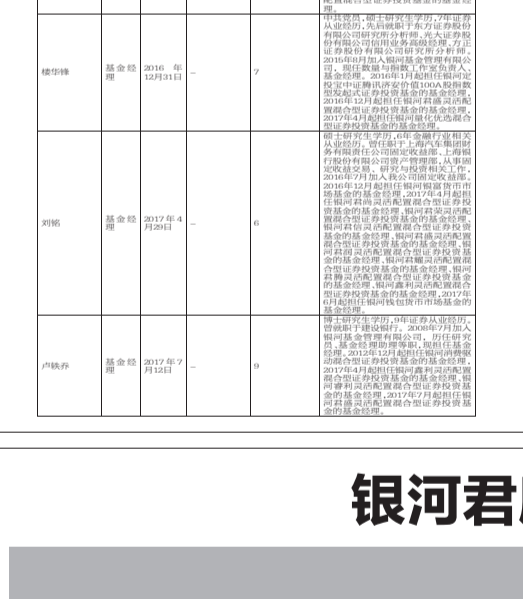 理。
中共党员，硕士研究生学历，7年证券
从业经历，先后就职于东方证券股份
有限公司研究所分析师、光大证券股
份有限公司信用业务高级经理、方正
证券股份有限公司研究所分析师，
2015年8月加入银河基金管理有限公
司，现任数量与指数工作室负责人、
基金经理。2016年1月起担任银河定
投宝中证腾讯济安价值100A股指数
型发起式证券投资基金的基金经理，
2016年12月起担任银河君盛灵活配
置混合型证券投资基金的基金经理，
2017年4月起担任银河量化优选混合
型证券投资基金的基金经理。
楼华锋
基金经
理
2016 年
12月31日
–
7
硕士研究生学历，6年金融行业相关
从业经历。曾任职于上海汽车集团财
务有限责任公司固定收益部、上海银
行股份有限公司资产管理部，从事固
定收益交易、研究与投资相关工作，
2016年7月加入我公司固定收益部。
2016年12月起担任银河银富货币市
场基金的基金经理，2017年4月起担
任银河君尚灵活配置混合型证券投
资基金的基金经理、银河君荣灵活配
置混合型证券投资基金的基金经理、
银河君信灵活配置混合型证券投资
基金的基金经理、银河君盛灵活配置
混合型证券投资基金的基金经理、银
河君润灵活配置混合型证券投资基
金的基金经理、银河君耀灵活配置混
合型证券投资基金的基金经理、银河
君腾灵活配置混合型证券投资基金
的基金经理、银河鑫利灵活配置混合
型证券投资基金的基金经理，2017年
6月起担任银河钱包货币市场基金的
基金经理。
刘铭
基金经
理
2017年4
月29日
–
6
博士研究生学历，9年证券从业经历。
曾就职于建设银行。2008年7月加入
银河基金管理有限公司，历任研究
员、基金经理助理等职，现担任基金
经理。2012年12月起担任银河消费驱
动混合型证券投资基金的基金经理，
2017年4月起担任银河鑫利灵活配置
混合型证券投资基金的基金经理、银
河睿利灵活配置混合型证券投资基
金的基金经理，2017年7月起担任银
河君盛灵活配置混合型证券投资基
金的基金经理。
卢轶乔
基金经
理
2017年7
月12日
–
9
银河君